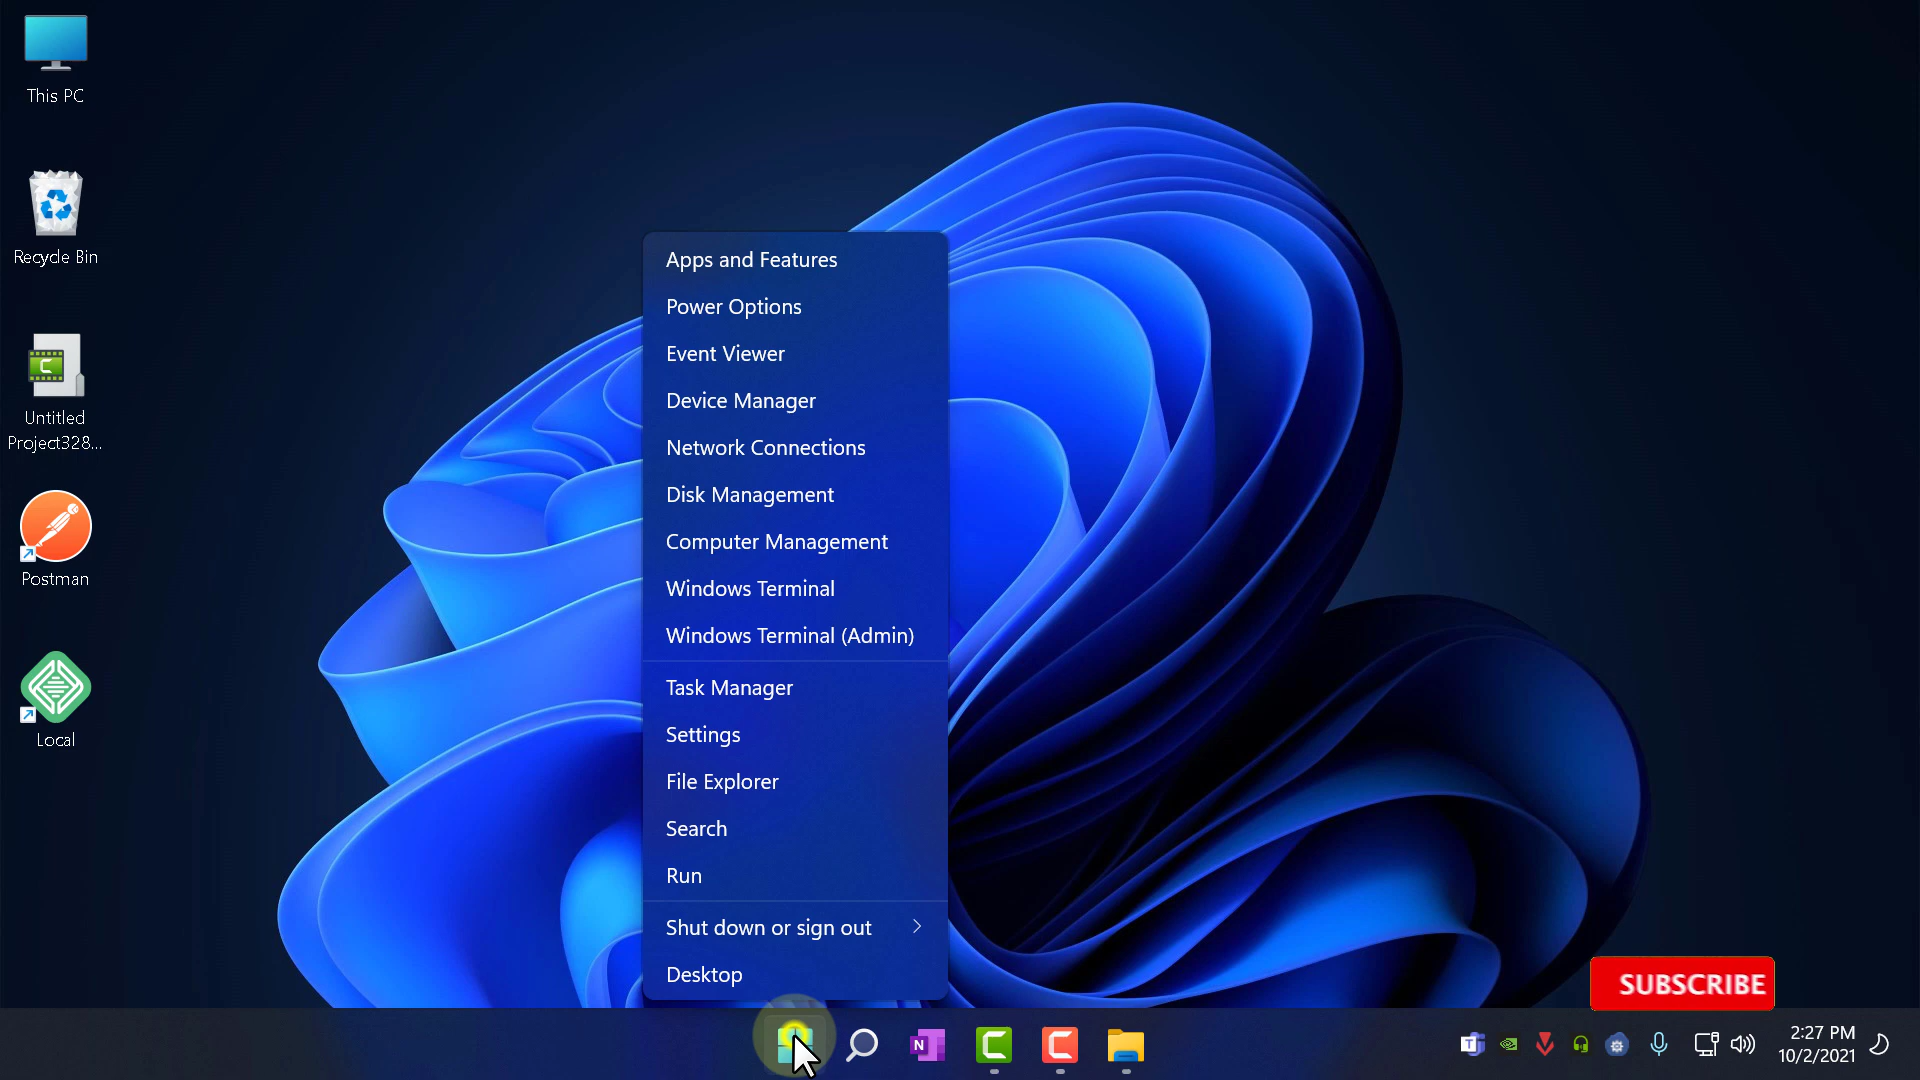 This PC
Recycle Bin
Untitled
Project328...
Postman
Local
Apps and Features
Power Options
Event Viewer
Device Manager
Network Connections
Disk Management
Computer Management
Windows Terminal
Windows Terminal (Admin)
Task Manager
Settings
File Explorer
Search
Run
Shut down or sign out
Desktop
SUBSCRIBE
N
T
2:27 PM
10/2/2021